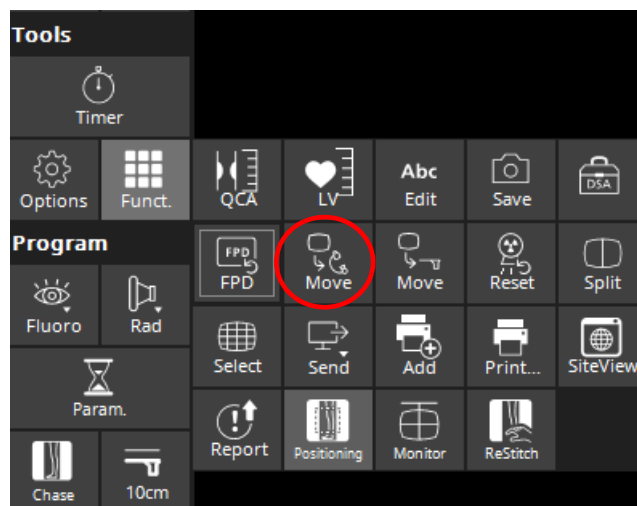 Tools
Timer
Options
Funct.
QCA
LV
Abc
Edit
Save
DSA
Program
FPD
FPD
Move
Move
Reset
Split
Fluoro
Rad
Select
Send
Add
Print...
SiteView
Param.
Report
Positioning
Monitor
ReStitch
Chase
10cm